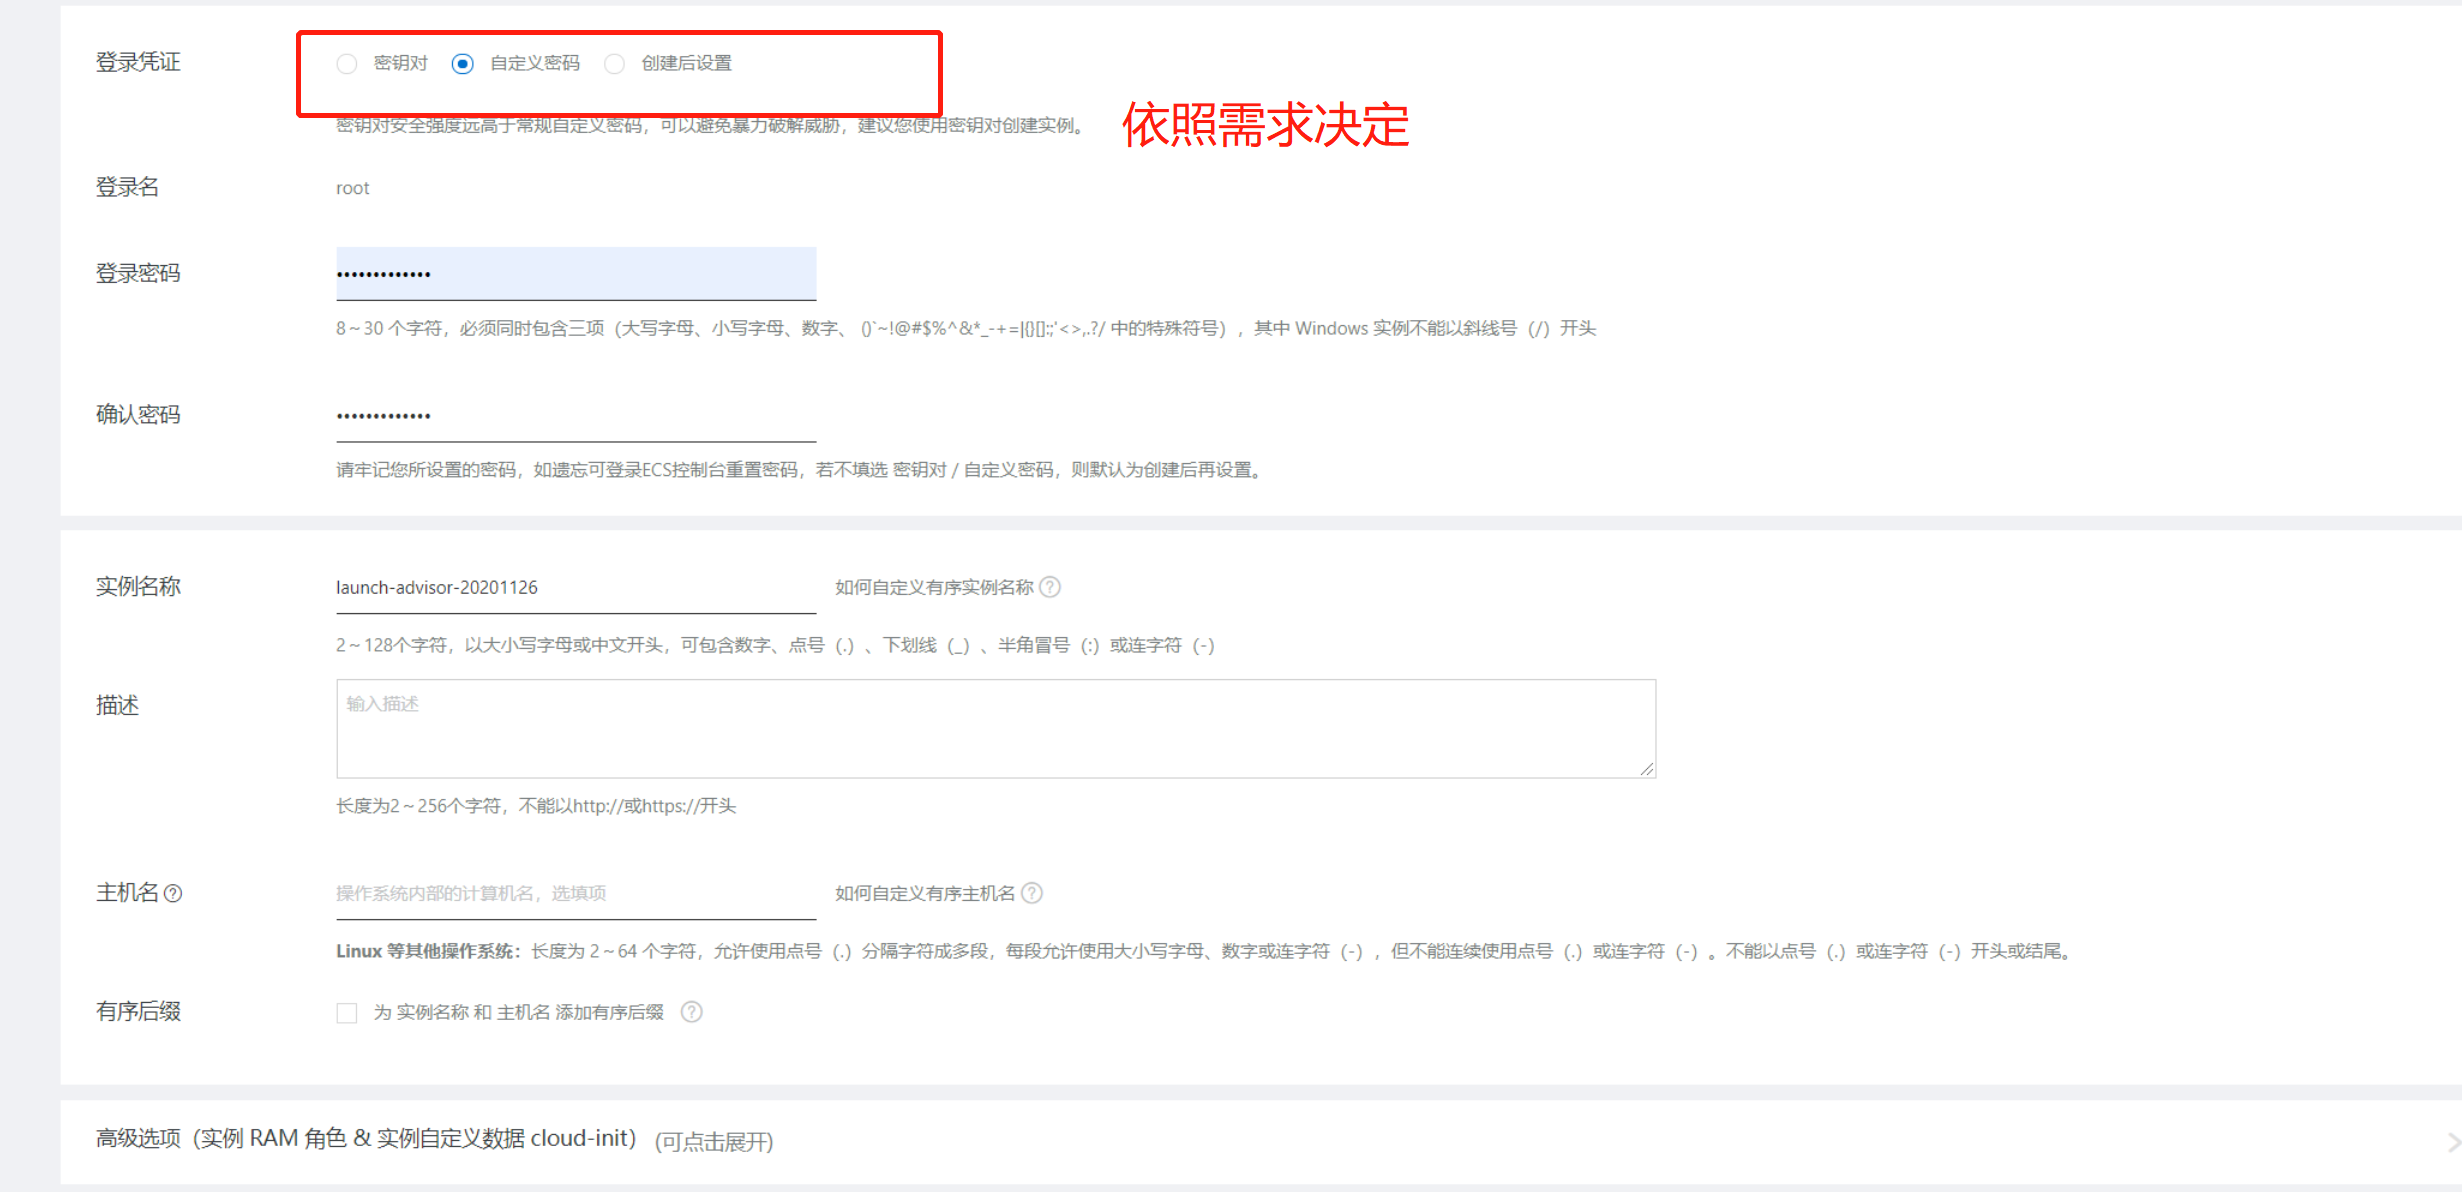 登录凭证 密钥对 自定义密码 创建后设置
密钥对安全强度远高于常规自定义密码，可以避免暴力破解威胁，建议您使用密钥对创建实例。
依照需求决定
登录名 root
登录密码 •••••••••••••
8～30 个字符，必须同时包含三项（大写字母、小写字母、数字、 ()`~!@#$%^&*_-+=|{}[]:;'<>,.?/ 中的特殊符号），其中 Windows 实例不能以斜线号（/）开头
确认密码 •••••••••••••
请牢记您所设置的密码，如遗忘可登录ECS控制台重置密码，若不填选 密钥对 / 自定义密码，则默认为创建后再设置。
实例名称 launch-advisor-20201126 如何自定义有序实例名称 ?
2～128个字符，以大小写字母或中文开头，可包含数字、点号（.）、下划线（_）、半角冒号（:）或连字符（-）
描述 输入描述
长度为2～256个字符，不能以http://或https://开头
主机名 ? 操作系统内部的计算机名，选填项 如何自定义有序主机名 ?
Linux 等其他操作系统：长度为 2～64 个字符，允许使用点号（.）分隔字符成多段，每段允许使用大小写字母、数字或连字符（-），但不能连续使用点号（.）或连字符（-）。不能以点号（.）或连字符（-）开头或结尾。
有序后缀 为 实例名称 和 主机名 添加有序后缀 ?
高级选项（实例 RAM 角色 & 实例自定义数据 cloud-init） (可点击展开)